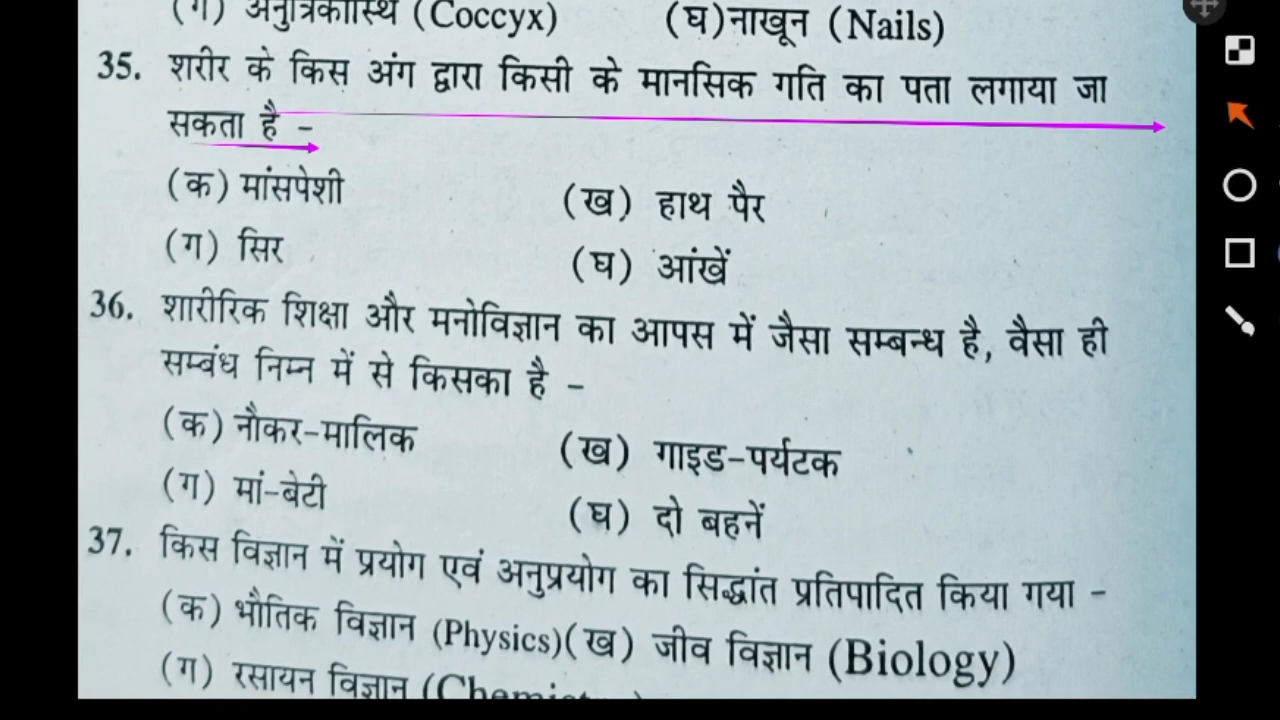 (ग) अनुत्रिकास्थि (Coccyx) (घ)नाखून (Nails)
35. शरीर के किस अंग द्वारा किसी के मानसिक गति का पता लगाया जा
सकता है -
(क) मांसपेशी (ख) हाथ पैर
(ग) सिर (घ) आंखें
36. शारीरिक शिक्षा और मनोविज्ञान का आपस में जैसा सम्बन्ध है, वैसा ही
सम्बंध निम्न में से किसका है -
(क) नौकर-मालिक (ख) गाइड-पर्यटक
(ग) मां-बेटी (घ) दो बहनें
37. किस विज्ञान में प्रयोग एवं अनुप्रयोग का सिद्धांत प्रतिपादित किया गया -
(क) भौतिक विज्ञान (Physics)(ख) जीव विज्ञान (Biology)
(ग) रसायन विज्ञान